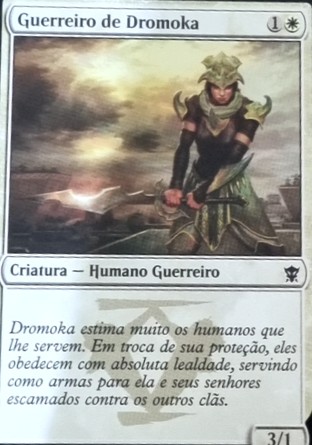 Guerreiro de Dromoka 1
Criatura — Humano Guerreiro
Dromoka estima muito os humanos que
lhe servem. Em troca de sua proteção, eles
obedecem com absoluta lealdade, servindo
como armas para ela e seus senhores
escamados contra os outros clãs.
3/1